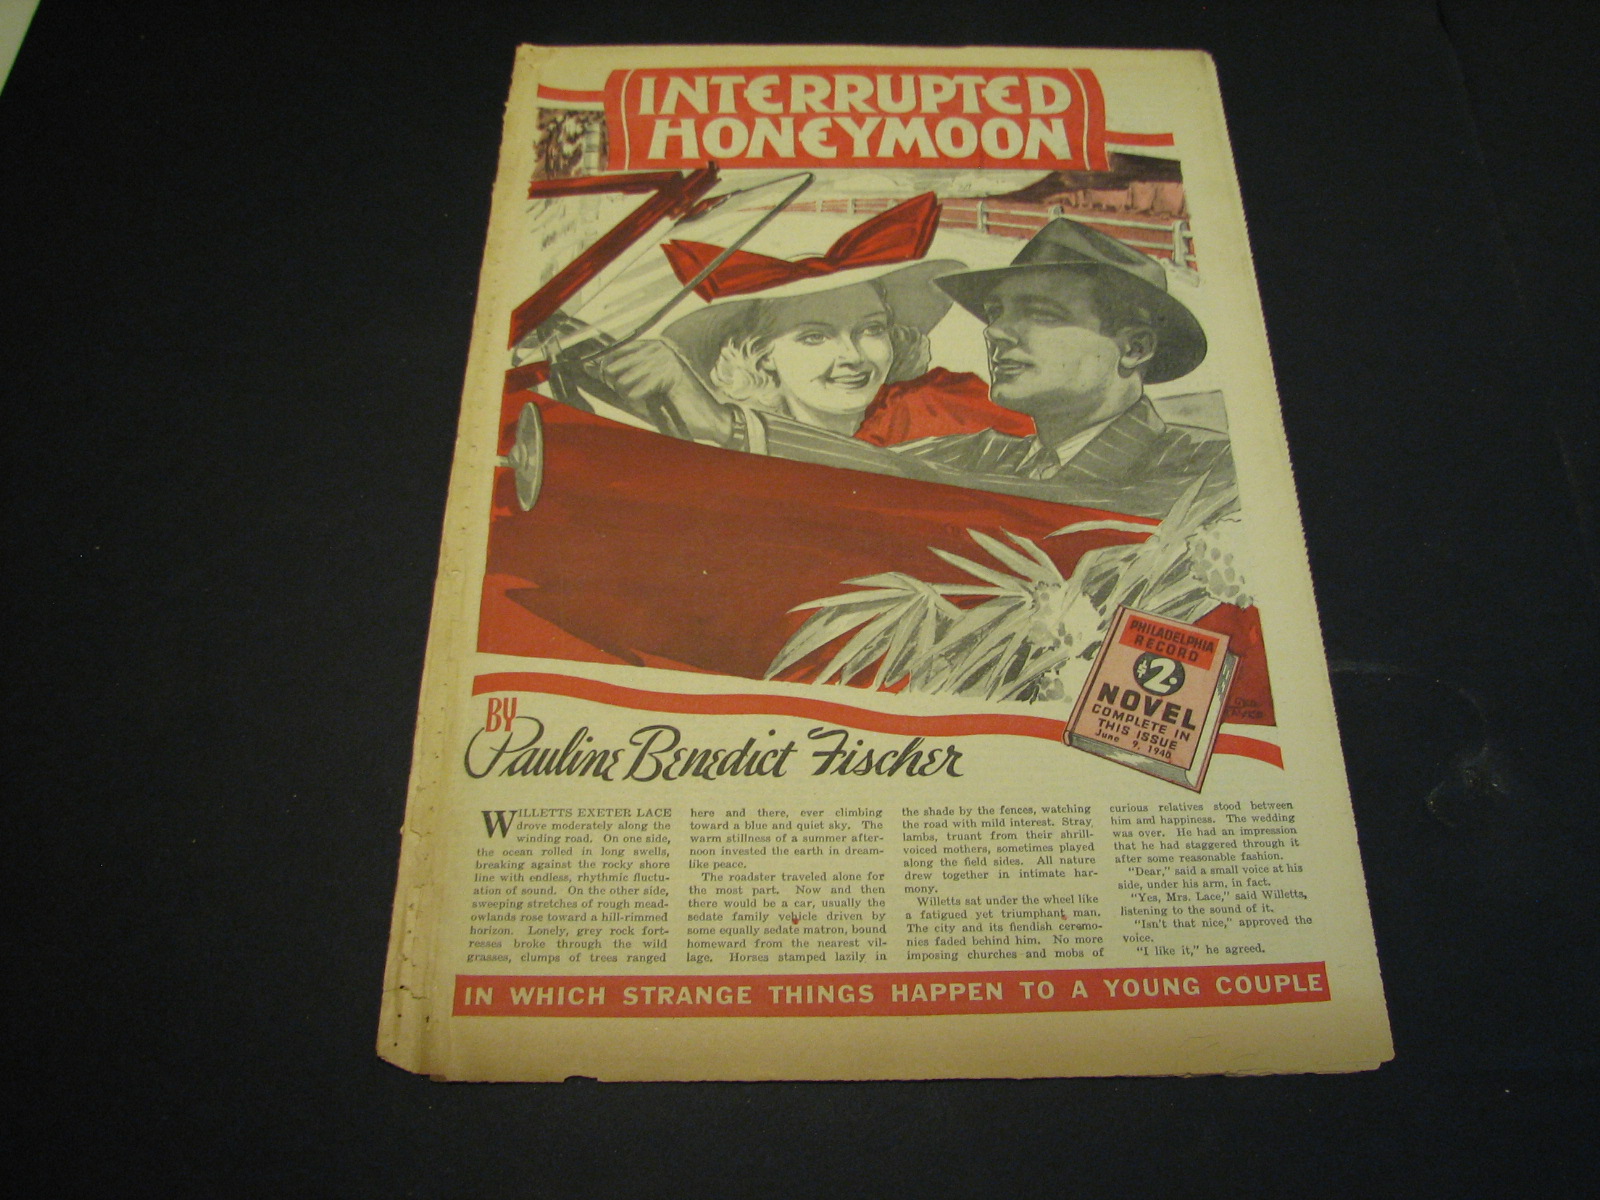 INTERRUPTED
HONEYMOON
PHILADELPHIA
RECORD
$2.
NOVEL
COMPLETE IN
THIS ISSUE
June 9, 1940
BY
Pauline Benedict Fischer
WILLETTS EXETER LACE
drove moderately along the
winding road. On one side,
the ocean rolled in long swells,
breaking against the rocky shore
line with endless, rhythmic fluctu-
ation of sound. On the other side,
sweeping stretches of rough mead-
owlands rose toward a hill-rimmed
horizon. Lonely, grey rock fort-
resses broke through the wild
grasses, clumps of trees ranged
here and there, ever climbing
toward a blue and quiet sky. The
warm stillness of a summer after-
noon invested the earth in dream-
like peace.
The roadster traveled alone for
the most part. Now and then
there would be a car, usually the
sedate family vehicle driven by
some equally sedate matron, bound
homeward from the nearest vil-
lage. Horses stamped lazily in
the shade by the fences, watching
the road with mild interest. Stray
lambs, truant from their shrill-
voiced mothers, sometimes played
along the field sides. All nature
drew together in intimate har-
mony.
Willetts sat under the wheel like
a fatigued yet triumphant man.
The city and its fiendish ceremo-
nies faded behind him. No more
imposing churches and mobs of
curious relatives stood between
him and happiness. The wedding
was over. He had an impression
that he had staggered through it
after some reasonable fashion.
"Dear," said a small voice at his
side, under his arm, in fact.
"Yes, Mrs. Lace," said Willetts,
listening to the sound of it.
"Isn't that nice," approved the
voice.
"I like it," he agreed.
IN WHICH STRANGE THINGS HAPPEN TO A YOUNG COUPLE